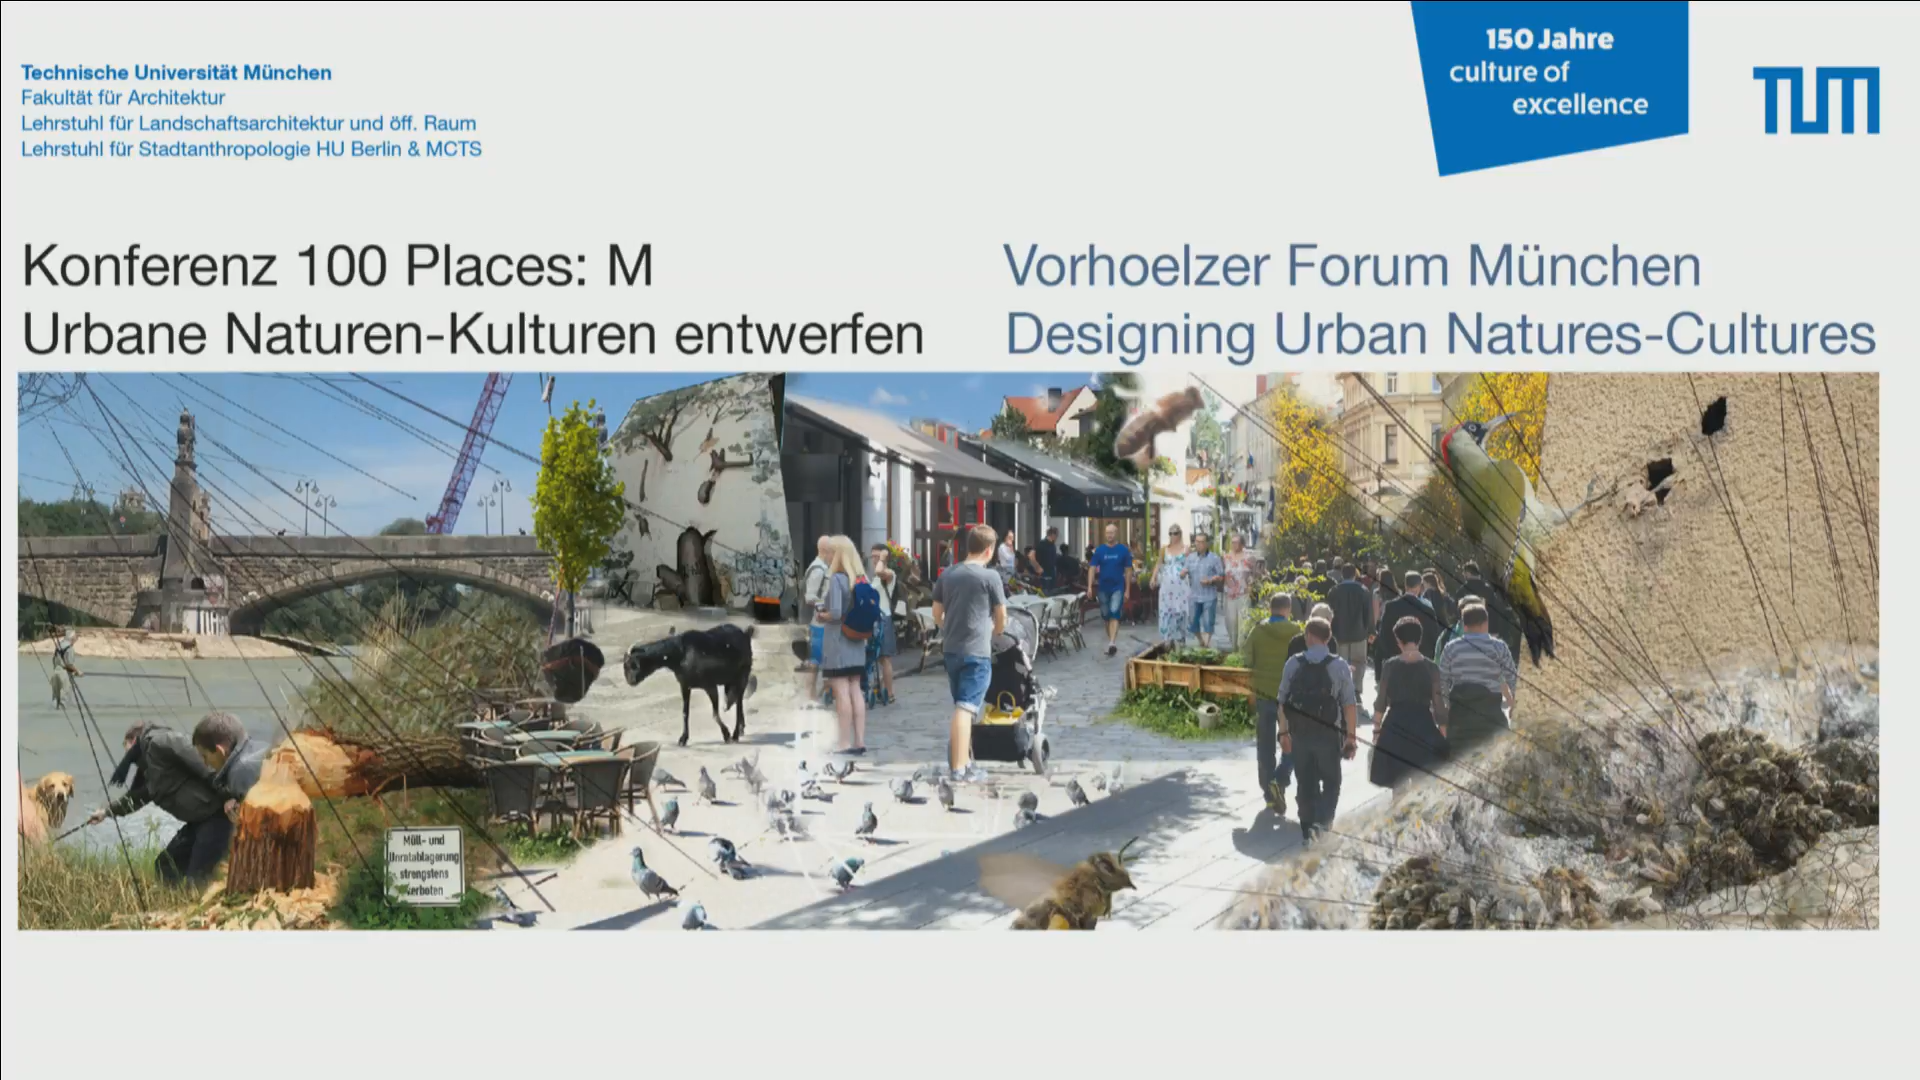 Technische Universität München
Fakultät für Architektur
Lehrstuhl für Landschaftsarchitektur und öff. Raum
Lehrstuhl für Stadtanthropologie HU Berlin & MCTS
150 Jahre
culture of
excellence
TUM
Konferenz 100 Places: M
Urbane Naturen-Kulturen entwerfen
Vorhoelzer Forum München
Designing Urban Natures-Cultures
Müll- und
Unratablagerung
strengstens
verboten